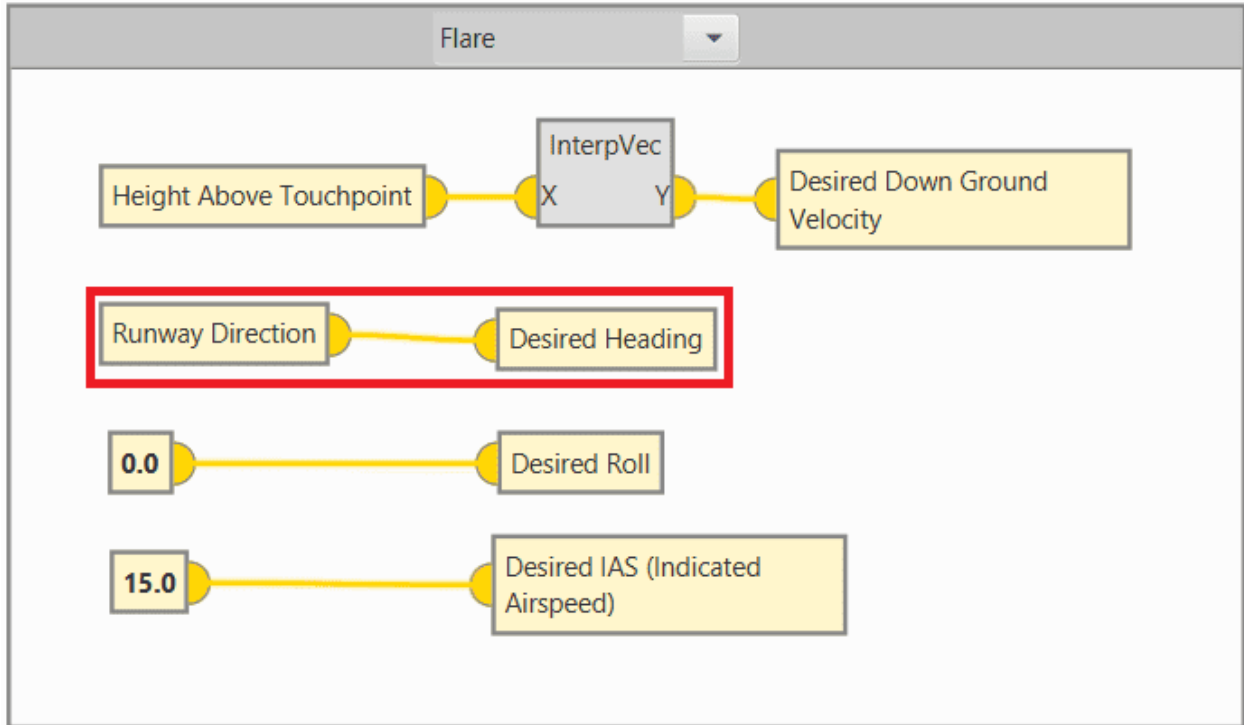 Flare
InterpVec
Height Above Touchpoint
X
Y
Desired Down Ground
Velocity
Runway Direction
Desired Heading
0.0
Desired Roll
15.0
Desired IAS (Indicated
Airspeed)